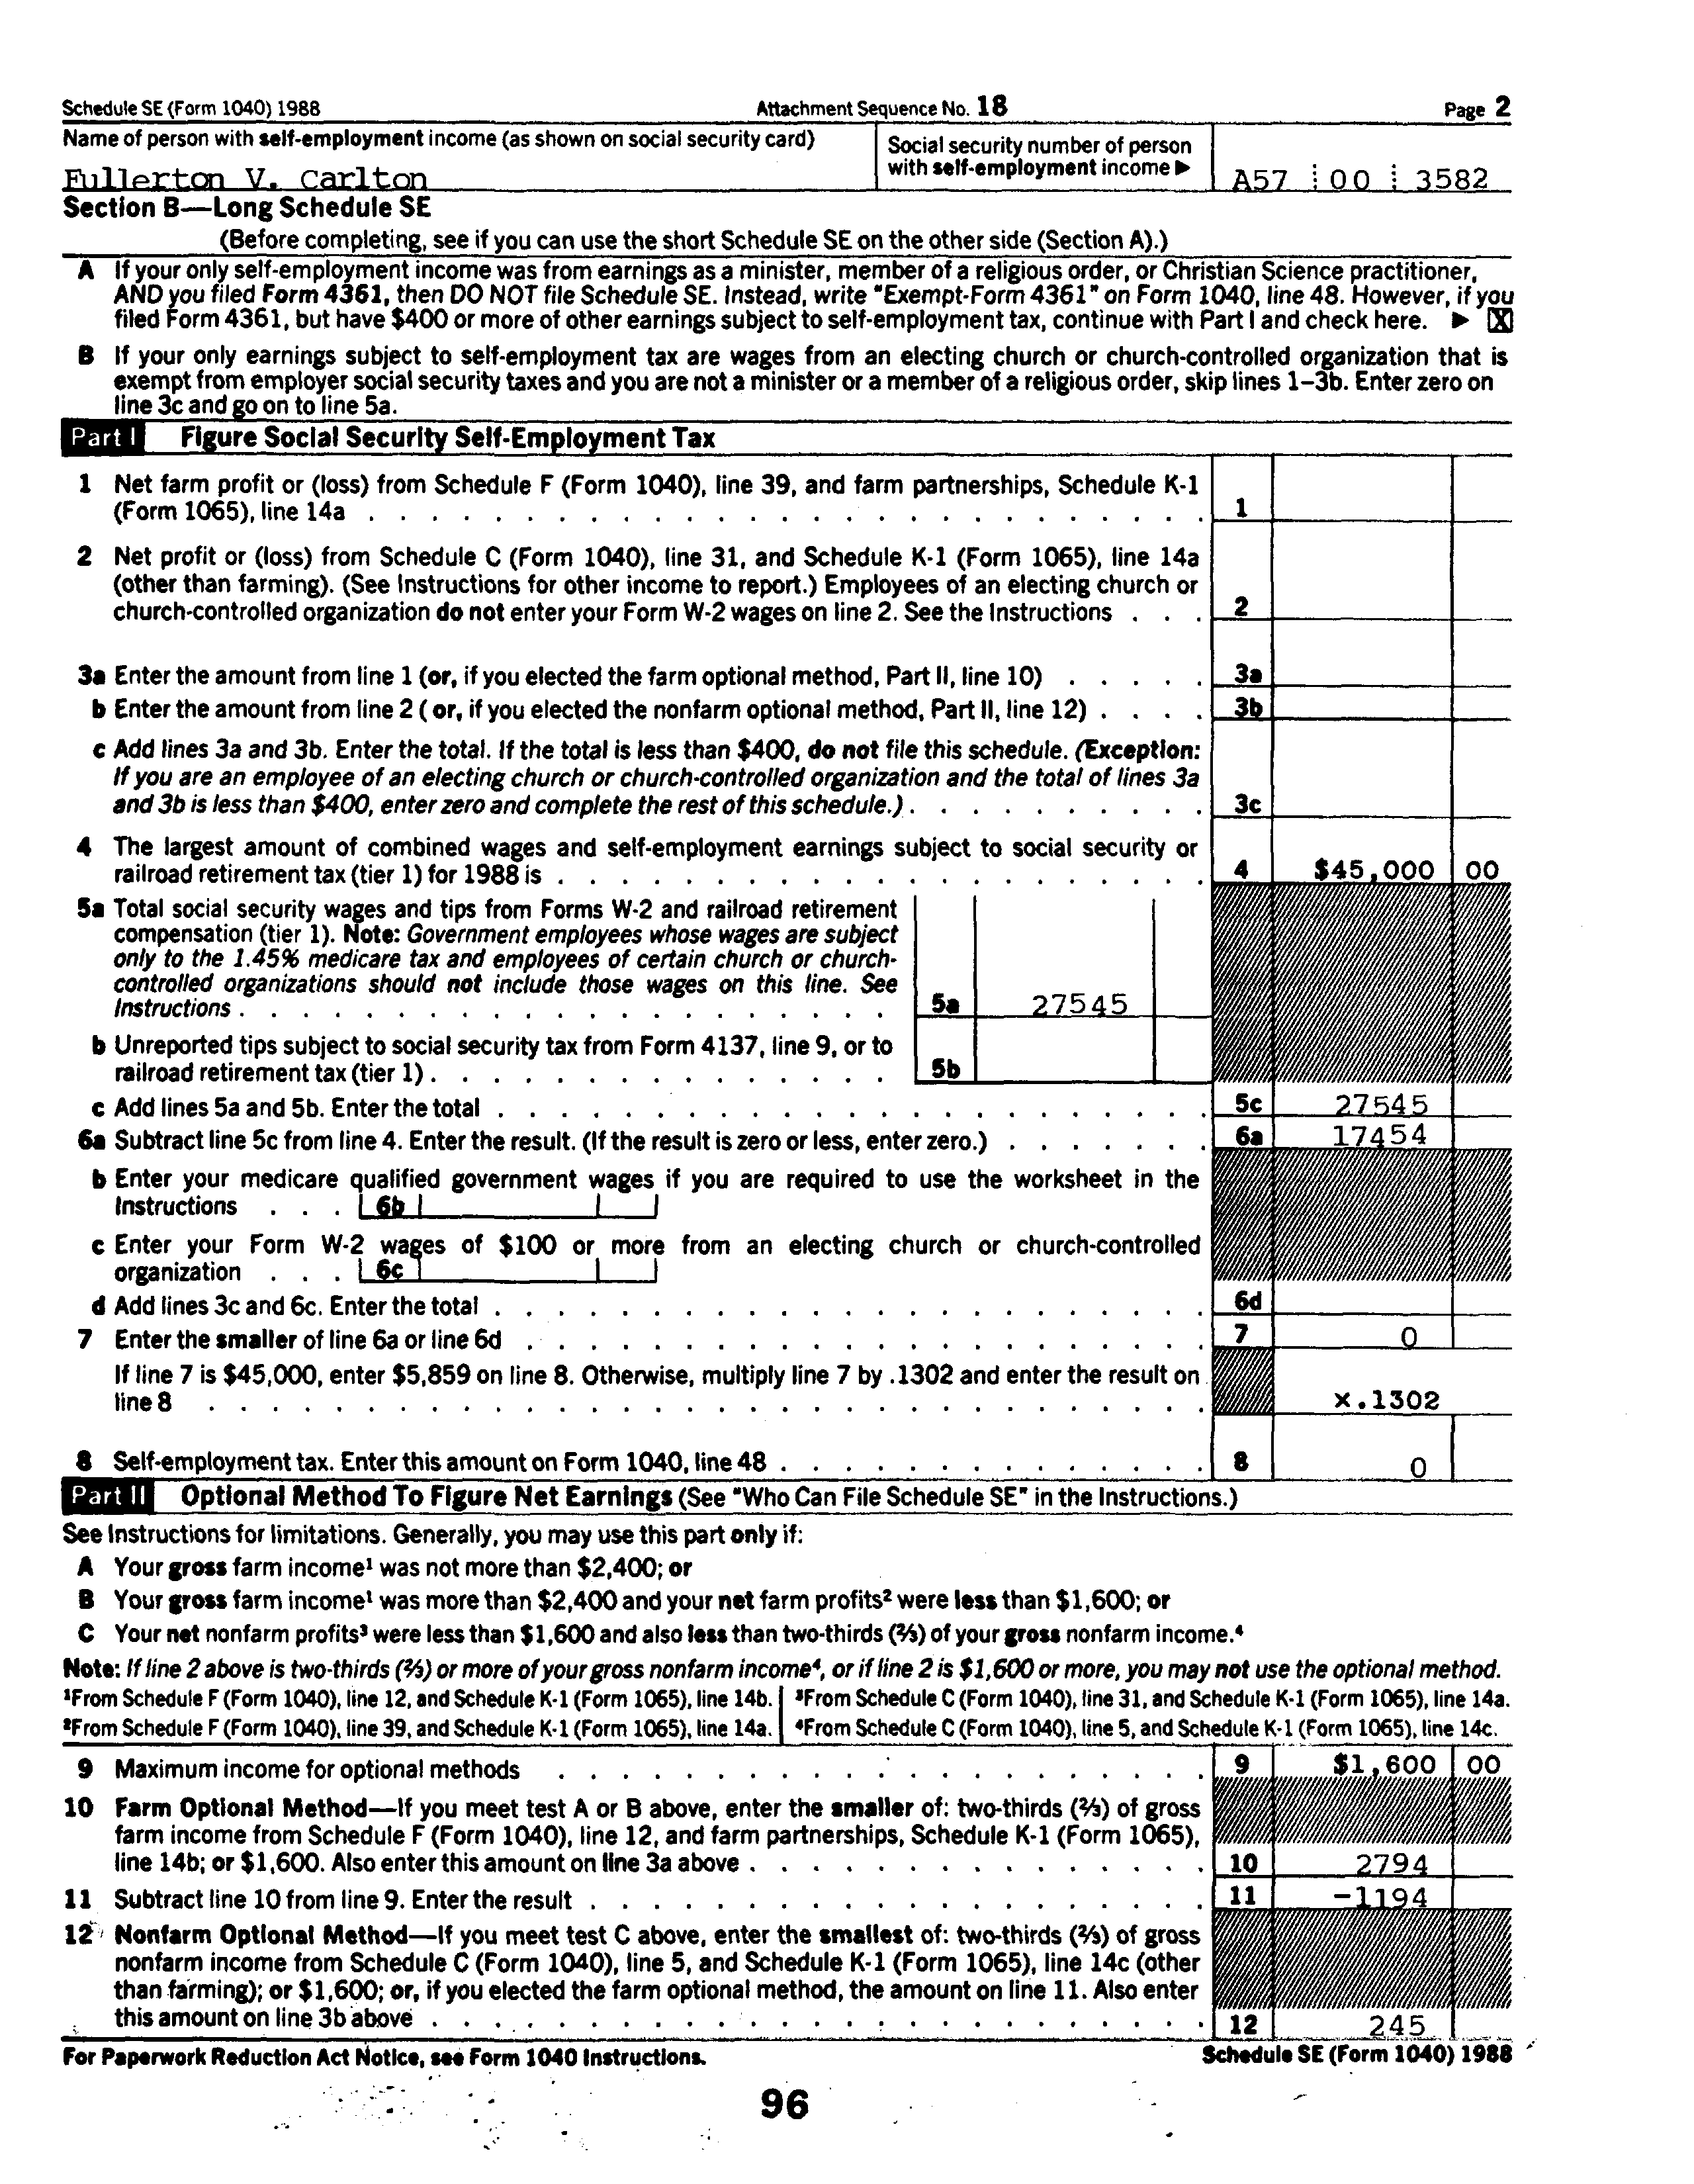 Schedule SE (Form 1040) 1988 Attachment Sequence No. 18 Page 2
Name of person with self-employment income (as shown on social security card)
Fullerton V. Carlton
Social security number of person
with self-employment income ▶ A57 00 3582
Section B—Long Schedule SE
(Before completing, see if you can use the short Schedule SE on the other side (Section A).)
A If your only self-employment income was from earnings as a minister, member of a religious order, or Christian Science practitioner,
AND you filed Form 4361, then DO NOT file Schedule SE. Instead, write "Exempt-Form 4361" on Form 1040, line 48. However, if you
filed Form 4361, but have $400 or more of other earnings subject to self-employment tax, continue with Part I and check here. ▶ X
B If your only earnings subject to self-employment tax are wages from an electing church or church-controlled organization that is
exempt from employer social security taxes and you are not a minister or a member of a religious order, skip lines 1–3b. Enter zero on
line 3c and go on to line 5a.
Part I Figure Social Security Self-Employment Tax
1 Net farm profit or (loss) from Schedule F (Form 1040), line 39, and farm partnerships, Schedule K-1
(Form 1065), line 14a . . . . . . . . . . . . . . . . . . . . . . . . . . . 1
2 Net profit or (loss) from Schedule C (Form 1040), line 31, and Schedule K-1 (Form 1065), line 14a
(other than farming). (See Instructions for other income to report.) Employees of an electing church or
church-controlled organization do not enter your Form W-2 wages on line 2. See the Instructions . . . 2
3a Enter the amount from line 1 (or, if you elected the farm optional method, Part II, line 10) . . . . . 3a
b Enter the amount from line 2 ( or, if you elected the nonfarm optional method, Part II, line 12) . . . . 3b
c Add lines 3a and 3b. Enter the total. If the total is less than $400, do not file this schedule. (Exception:
If you are an employee of an electing church or church-controlled organization and the total of lines 3a
and 3b is less than $400, enter zero and complete the rest of this schedule.) . . . . . . . . . . 3c
4 The largest amount of combined wages and self-employment earnings subject to social security or
railroad retirement tax (tier 1) for 1988 is . . . . . . . . . . . . . . . . . . 4 $45,000 00
5a Total social security wages and tips from Forms W-2 and railroad retirement
compensation (tier 1). Note: Government employees whose wages are subject
only to the 1.45% medicare tax and employees of certain church or church-
controlled organizations should not include those wages on this line. See
Instructions . . . . . . . . . . . . . . . . . . 5a 27545
b Unreported tips subject to social security tax from Form 4137, line 9, or to
railroad retirement tax (tier 1) . . . . . . . . . . . . . 5b
c Add lines 5a and 5b. Enter the total . . . . . . . . . . . . . . . . . . . . 5c 27545
6a Subtract line 5c from line 4. Enter the result. (If the result is zero or less, enter zero.) . . . . . . . 6a 17454
b Enter your medicare qualified government wages if you are required to use the worksheet in the
Instructions . . . 6b
c Enter your Form W-2 wages of $100 or more from an electing church or church-controlled
organization . . . 6c
d Add lines 3c and 6c. Enter the total . . . . . . . . . . . . . . . . . . . . 6d
7 Enter the smaller of line 6a or line 6d . . . . . . . . . . . . . . . . . . . 7 0
If line 7 is $45,000, enter $5,859 on line 8. Otherwise, multiply line 7 by .1302 and enter the result on
line 8 . . . . . . . . . . . . . . . . . . . . . . . . . . . . . x.1302
8 Self-employment tax. Enter this amount on Form 1040, line 48 . . . . . . . . . . . . 8 0
Part II Optional Method To Figure Net Earnings (See "Who Can File Schedule SE" in the Instructions.)
See Instructions for limitations. Generally, you may use this part only if:
A Your gross farm income¹ was not more than $2,400; or
B Your gross farm income¹ was more than $2,400 and your net farm profits² were less than $1,600; or
C Your net nonfarm profits³ were less than $1,600 and also less than two-thirds (⅔) of your gross nonfarm income.⁴
Note: If line 2 above is two-thirds (⅔) or more of your gross nonfarm income⁴, or if line 2 is $1,600 or more, you may not use the optional method.
¹From Schedule F (Form 1040), line 12, and Schedule K-1 (Form 1065), line 14b. ³From Schedule C (Form 1040), line 31, and Schedule K-1 (Form 1065), line 14a.
²From Schedule F (Form 1040), line 39, and Schedule K-1 (Form 1065), line 14a. ⁴From Schedule C (Form 1040), line 5, and Schedule K-1 (Form 1065), line 14c.
9 Maximum income for optional methods . . . . . . . . . . . . . . . . . . 9 $1,600 00
10 Farm Optional Method—If you meet test A or B above, enter the smaller of: two-thirds (⅔) of gross
farm income from Schedule F (Form 1040), line 12, and farm partnerships, Schedule K-1 (Form 1065),
line 14b; or $1,600. Also enter this amount on line 3a above . . . . . . . . . . . . . 10 2794
11 Subtract line 10 from line 9. Enter the result . . . . . . . . . . . . . . . . . 11 -1194
12 Nonfarm Optional Method—If you meet test C above, enter the smallest of: two-thirds (⅔) of gross
nonfarm income from Schedule C (Form 1040), line 5, and Schedule K-1 (Form 1065), line 14c (other
than farming); or $1,600; or, if you elected the farm optional method, the amount on line 11. Also enter
this amount on line 3b above . . . . . . . . . . . . . . . . . . . . . 12 245
For Paperwork Reduction Act Notice, see Form 1040 Instructions. Schedule SE (Form 1040) 1988
96